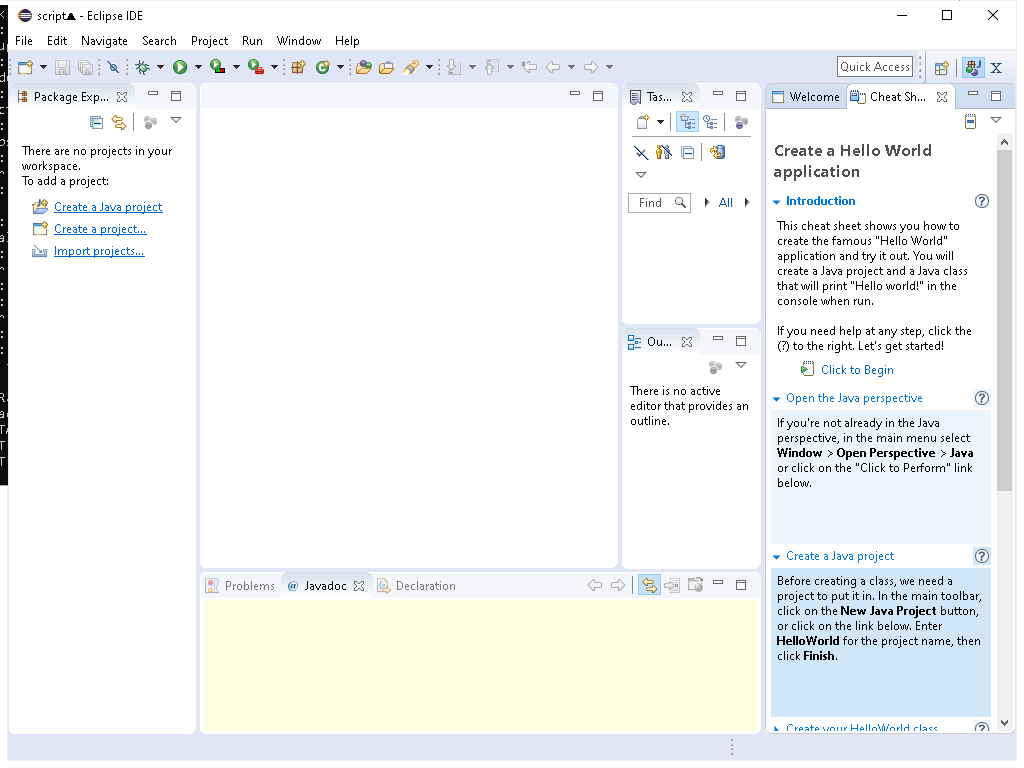 script▲ - Eclipse IDE
File Edit Navigate Search Project Run Window Help
Quick Access
Package Exp...
There are no projects in your
workspace.
To add a project:
Create a Java project
Create a project...
Import projects...
Tas...
Find
All
Ou...
There is no active
editor that provides an
outline.
Problems @ Javadoc Declaration
Welcome Cheat Sh...
Create a Hello World
application
Introduction
This cheat sheet shows you how to
create the famous "Hello World"
application and try it out. You will
create a Java project and a Java class
that will print "Hello world!" in the
console when run.
If you need help at any step, click the
(?) to the right. Let's get started!
Click to Begin
Open the Java perspective
If you're not already in the Java
perspective, in the main menu select
Window > Open Perspective > Java
or click on the "Click to Perform" link
below.
Create a Java project
Before creating a class, we need a
project to put it in. In the main toolbar,
click on the New Java Project button,
or click on the link below. Enter
HelloWorld for the project name, then
click Finish.
Create your HelloWorld class